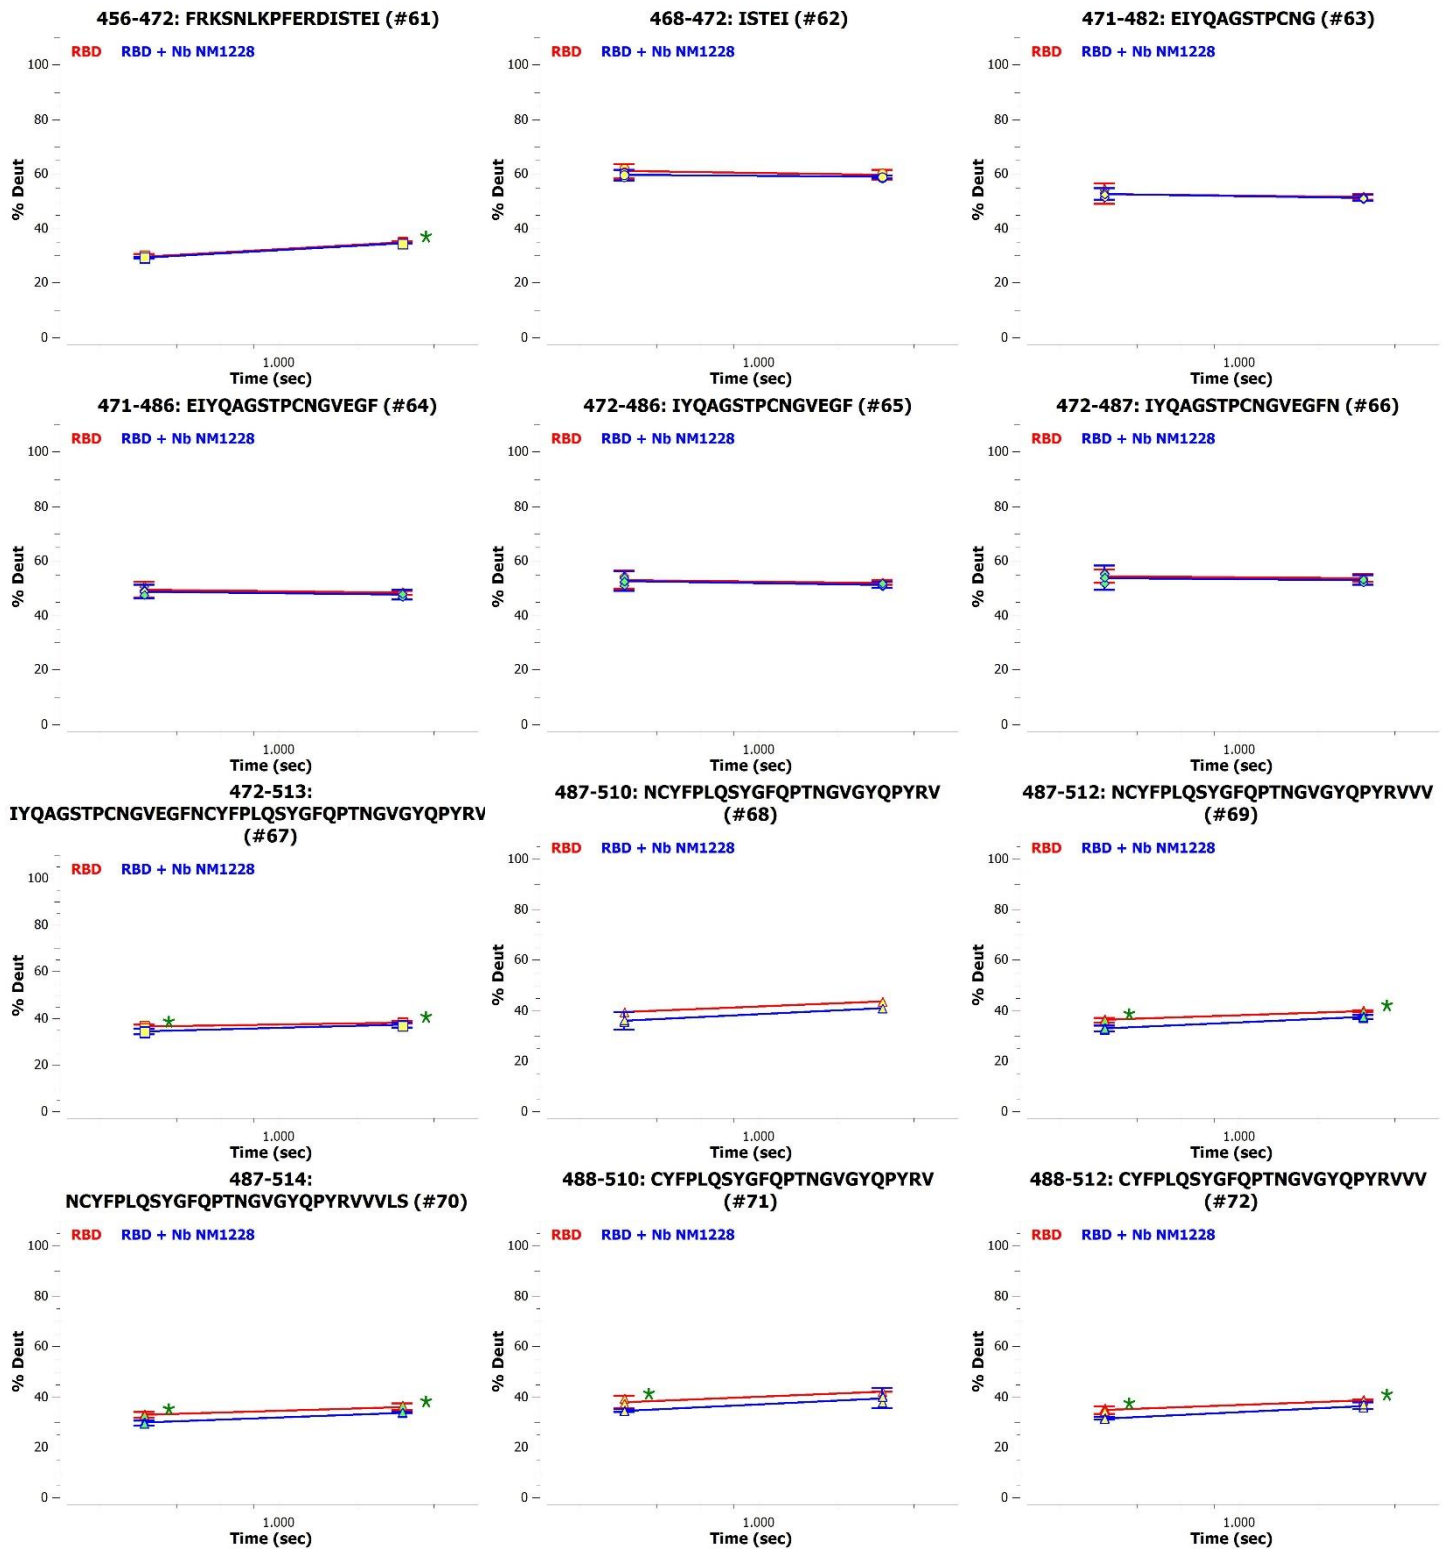 456-472: FRKSNLKPFERDISTEI (#61)
RBD RBD + Nb NM1228
100
80
60
40
20
0
% Deut
1.000
Time (sec)
468-472: ISTEI (#62)
RBD RBD + Nb NM1228
100
80
60
40
20
0
% Deut
1.000
Time (sec)
471-482: EIYQAGSTPCNG (#63)
RBD RBD + Nb NM1228
100
80
60
40
20
0
% Deut
1.000
Time (sec)
471-486: EIYQAGSTPCNGVEGF (#64)
RBD RBD + Nb NM1228
100
80
60
40
20
0
% Deut
1.000
Time (sec)
472-486: IYQAGSTPCNGVEGF (#65)
RBD RBD + Nb NM1228
100
80
60
40
20
0
% Deut
1.000
Time (sec)
472-487: IYQAGSTPCNGVEGFN (#66)
RBD RBD + Nb NM1228
100
80
60
40
20
0
% Deut
1.000
Time (sec)
472-513:
IYQAGSTPCNGVEGFNCYFPLQSYGFQPTNGVGYQPYRV
(#67)
RBD RBD + Nb NM1228
100
80
60
40
20
0
% Deut
1.000
Time (sec)
487-510: NCYFPLQSYGFQPTNGVGYQPYRV
(#68)
RBD RBD + Nb NM1228
100
80
60
40
20
0
% Deut
1.000
Time (sec)
487-512: NCYFPLQSYGFQPTNGVGYQPYRVVV
(#69)
RBD RBD + Nb NM1228
100
80
60
40
20
0
% Deut
1.000
Time (sec)
487-514:
NCYFPLQSYGFQPTNGVGYQPYRVVVLS (#70)
RBD RBD + Nb NM1228
100
80
60
40
20
0
% Deut
1.000
Time (sec)
488-510: CYFPLQSYGFQPTNGVGYQPYRV
(#71)
RBD RBD + Nb NM1228
100
80
60
40
20
0
% Deut
1.000
Time (sec)
488-512: CYFPLQSYGFQPTNGVGYQPYRVVV
(#72)
RBD RBD + Nb NM1228
100
80
60
40
20
0
% Deut
1.000
Time (sec)